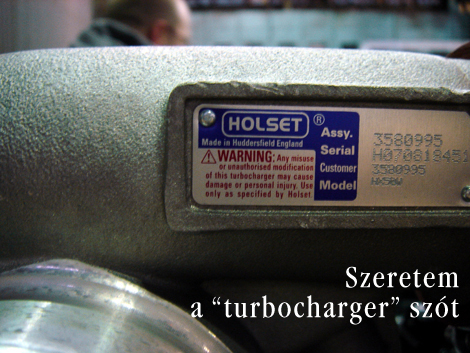 HOLSET ®
Made in Huddersfield England
WARNING: Any misuse
or unauthorised modification
of this turbocharger may cause
damage or personal injury. Use
only as specified by Holset
Assy. 3580995
Serial
Customer 3580995
Model HX50W
Szeretem
a “turbocharger” szót